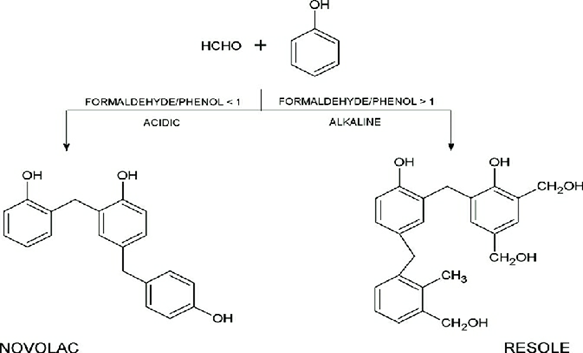 OH
HCHO +
FORMALDEHYDE/PHENOL < 1 FORMALDEHYDE/PHENOL > 1
ACIDIC ALKALINE
OH OH OH OH
CH₂OH
CH₂OH
CH₃
OH CH₂OH
NOVOLAC RESOLE